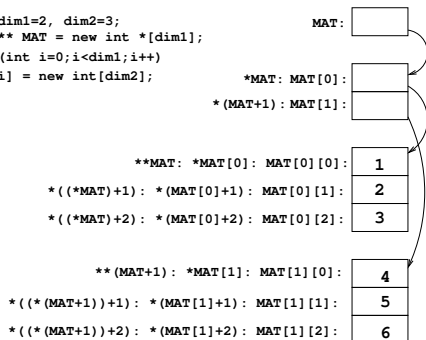 dim1=2, dim2=3;
** MAT = new int *[dim1];
(int i=0;i<dim1;i++)
i] = new int[dim2];
MAT:
*MAT: MAT[0]:
*(MAT+1): MAT[1]:
**MAT: *MAT[0]: MAT[0][0]: 1
*((*MAT)+1): *(MAT[0]+1): MAT[0][1]: 2
*((*MAT)+2): *(MAT[0]+2): MAT[0][2]: 3
**(MAT+1): *MAT[1]: MAT[1][0]: 4
*((*(MAT+1))+1): *(MAT[1]+1): MAT[1][1]: 5
*((*(MAT+1))+2): *(MAT[1]+2): MAT[1][2]: 6